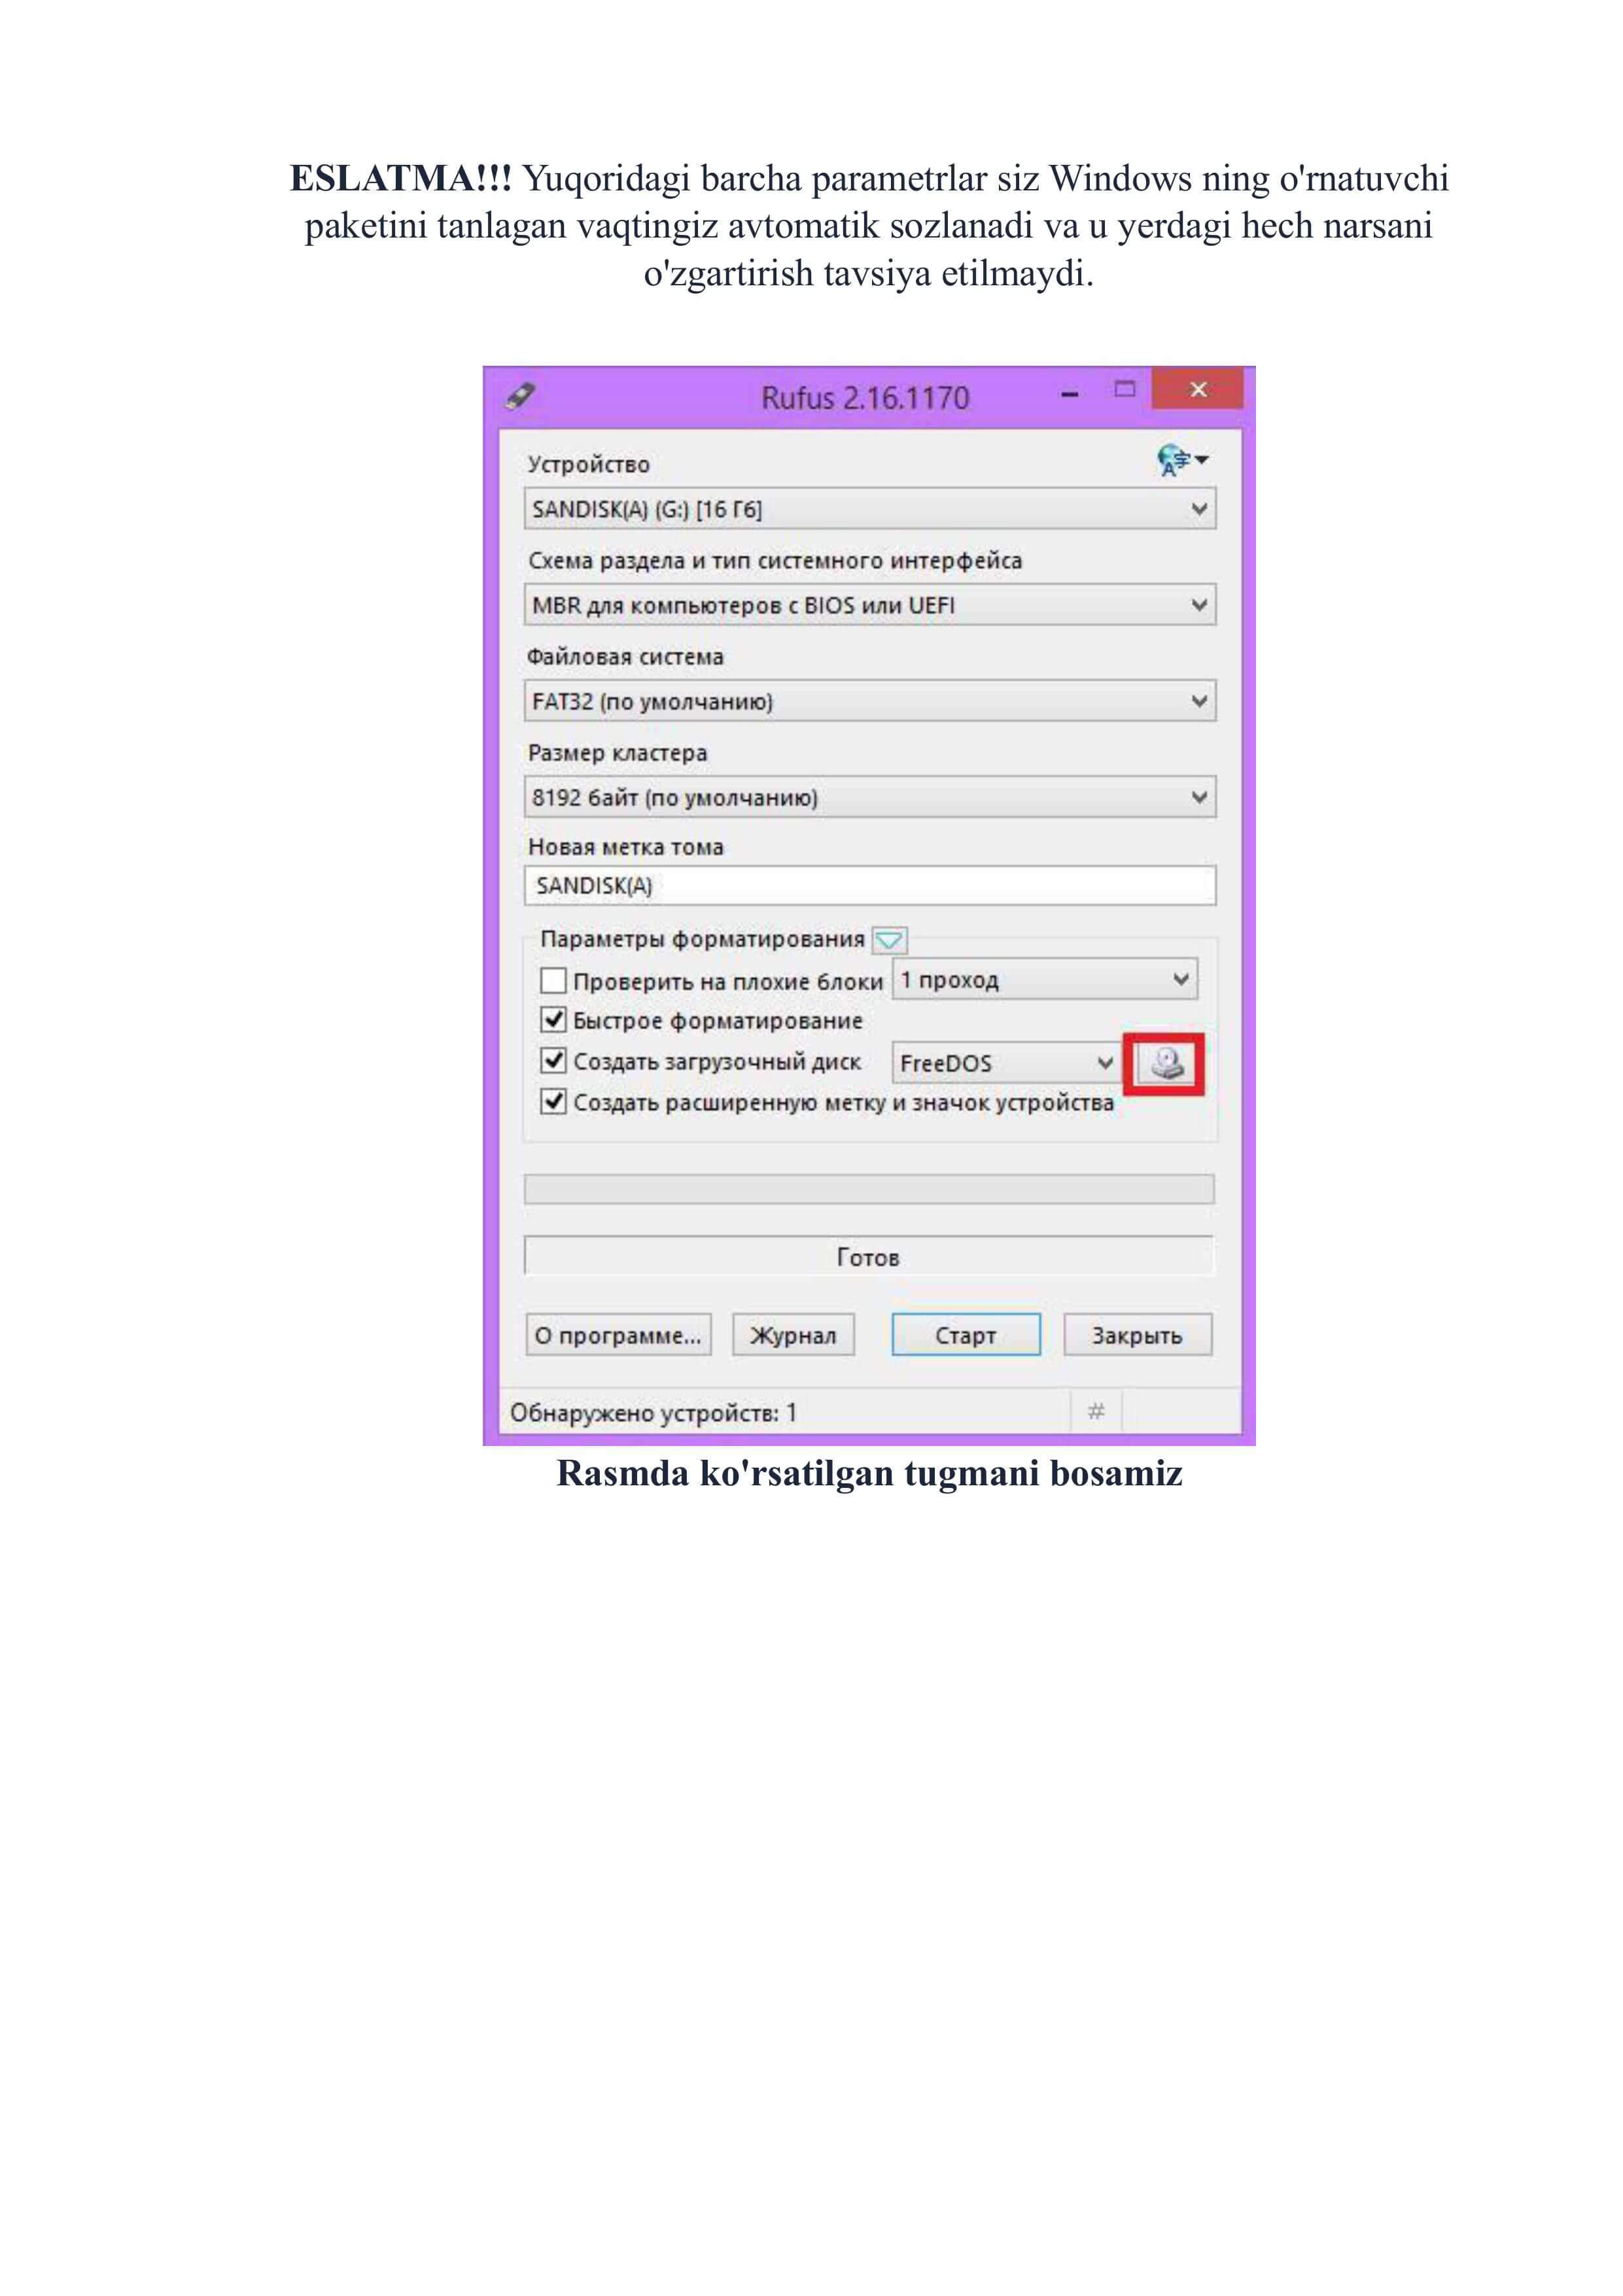 ESLATMA!!! Yuqoridagi barcha parametrlar siz Windows ning o'rnatuvchi
paketini tanlagan vaqtingiz avtomatik sozlanadi va u yerdagi hech narsani
o'zgartirish tavsiya etilmaydi.
Rufus 2.16.1170
Устройство
SANDISK(A) (G:) [16 Гб]
Схема раздела и тип системного интерфейса
MBR для компьютеров с BIOS или UEFI
Файловая система
FAT32 (по умолчанию)
Размер кластера
8192 байт (по умолчанию)
Новая метка тома
SANDISK(A)
Параметры форматирования
Проверить на плохие блоки 1 проход
Быстрое форматирование
Создать загрузочный диск FreeDOS
Создать расширенную метку и значок устройства
Готов
О программе... Журнал Старт Закрыть
Обнаружено устройств: 1 #
Rasmda ko'rsatilgan tugmani bosamiz